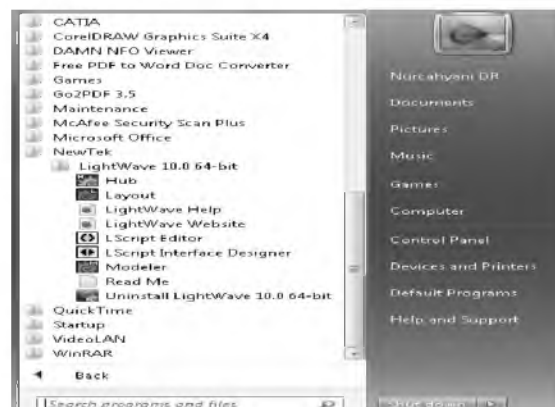 CATIA
CorelDRAW Graphics Suite X4
DAMN NFO Viewer
Free PDF to Word Doc Converter
Games
Go2PDF 3.5
Maintenance
McAfee Security Scan Plus
Microsoft Office
NewTek
LightWave 10.0 64-bit
Hub
Layout
LightWave Help
LightWave Website
LScript Editor
LScript Interface Designer
Modeler
Read Me
Uninstall LightWave 10.0 64-bit
QuickTime
Startup
VideoLAN
WinRAR
Back
Search programs and files
Nurcahyani DR
Documents
Pictures
Music
Games
Computer
Control Panel
Devices and Printers
Default Programs
Help and Support
Shut down